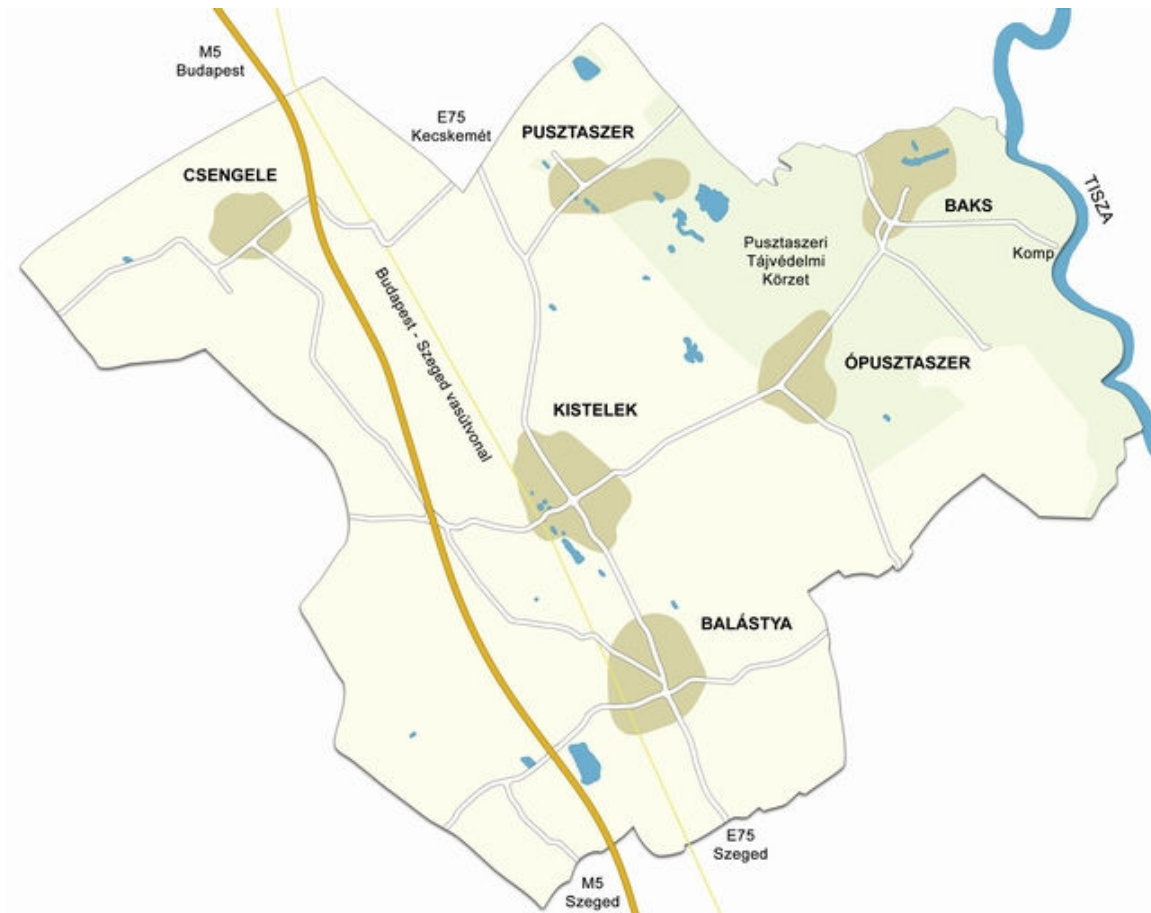 M5
Budapest
E75
Kecskemét
PUSZTASZER
CSENGELE
BAKS
TISZA
Komp
Pusztaszeri
Tájvédelmi
Körzet
Budapest - Szeged vasútvonal
ÓPUSZTASZER
KISTELEK
BALÁSTYA
E75
Szeged
M5
Szeged